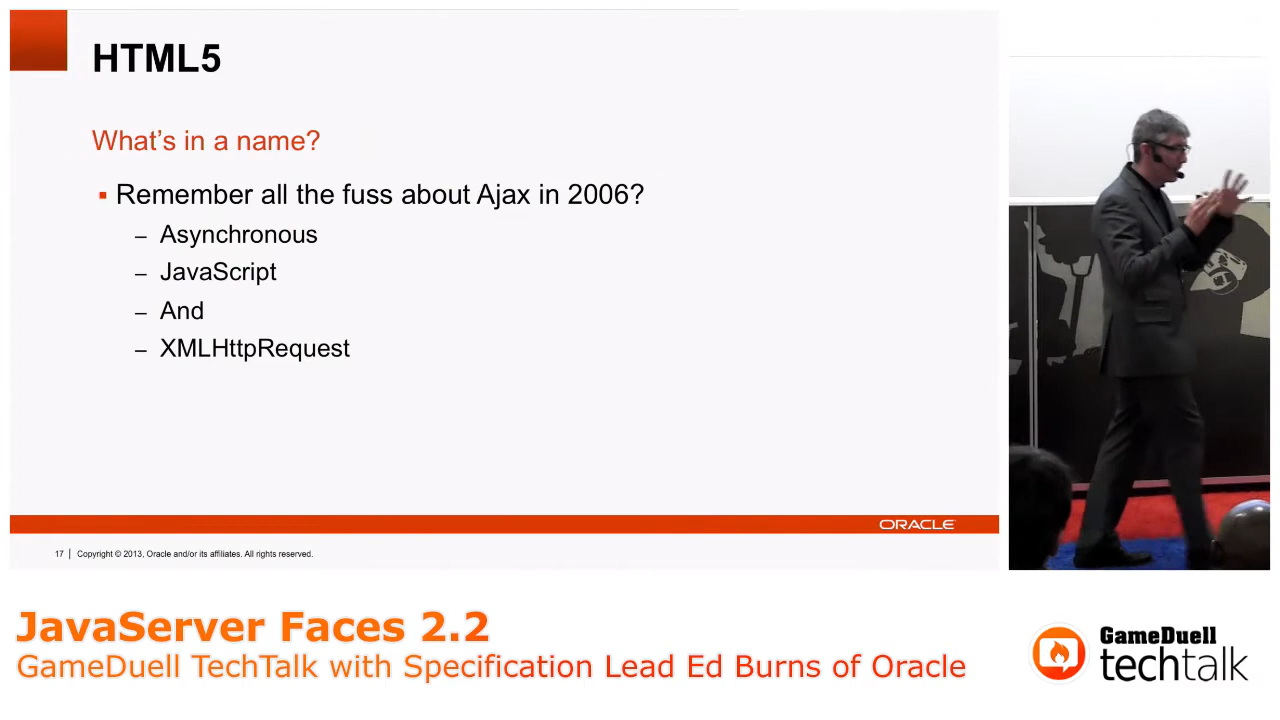 HTML5
What's in a name?
▪ Remember all the fuss about Ajax in 2006?
– Asynchronous
– JavaScript
– And
– XMLHttpRequest
ORACLE
17 | Copyright © 2013, Oracle and/or its affiliates. All rights reserved.
JavaServer Faces 2.2
GameDuell TechTalk with Specification Lead Ed Burns of Oracle
GameDuell
techtalk